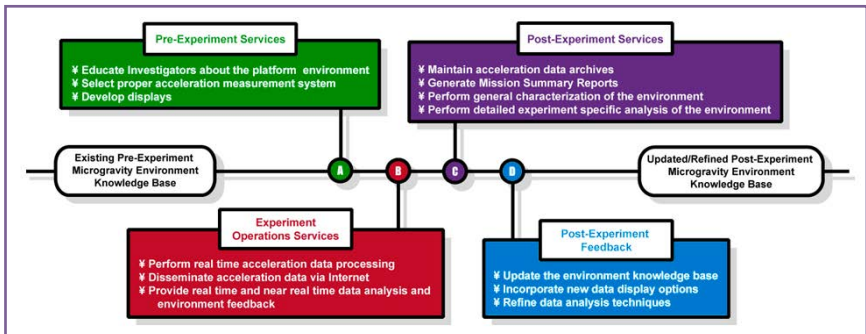 Pre-Experiment Services
¥ Educate Investigators about the platform environment
¥ Select proper acceleration measurement system
¥ Develop displays
Post-Experiment Services
¥ Maintain acceleration data archives
¥ Generate Mission Summary Reports
¥ Perform general characterization of the environment
¥ Perform detailed experiment specific analysis of the environment
Existing Pre-Experiment
Microgravity Environment
Knowledge Base
A
B
C
D
Updated/Refined Post-Experiment
Microgravity Environment
Knowledge Base
Experiment
Operations Services
¥ Perform real time acceleration data processing
¥ Disseminate acceleration data via Internet
¥ Provide real time and near real time data analysis and
environment feedback
Post-Experiment
Feedback
¥ Update the environment knowledge base
¥ Incorporate new data display options
¥ Refine data analysis techniques